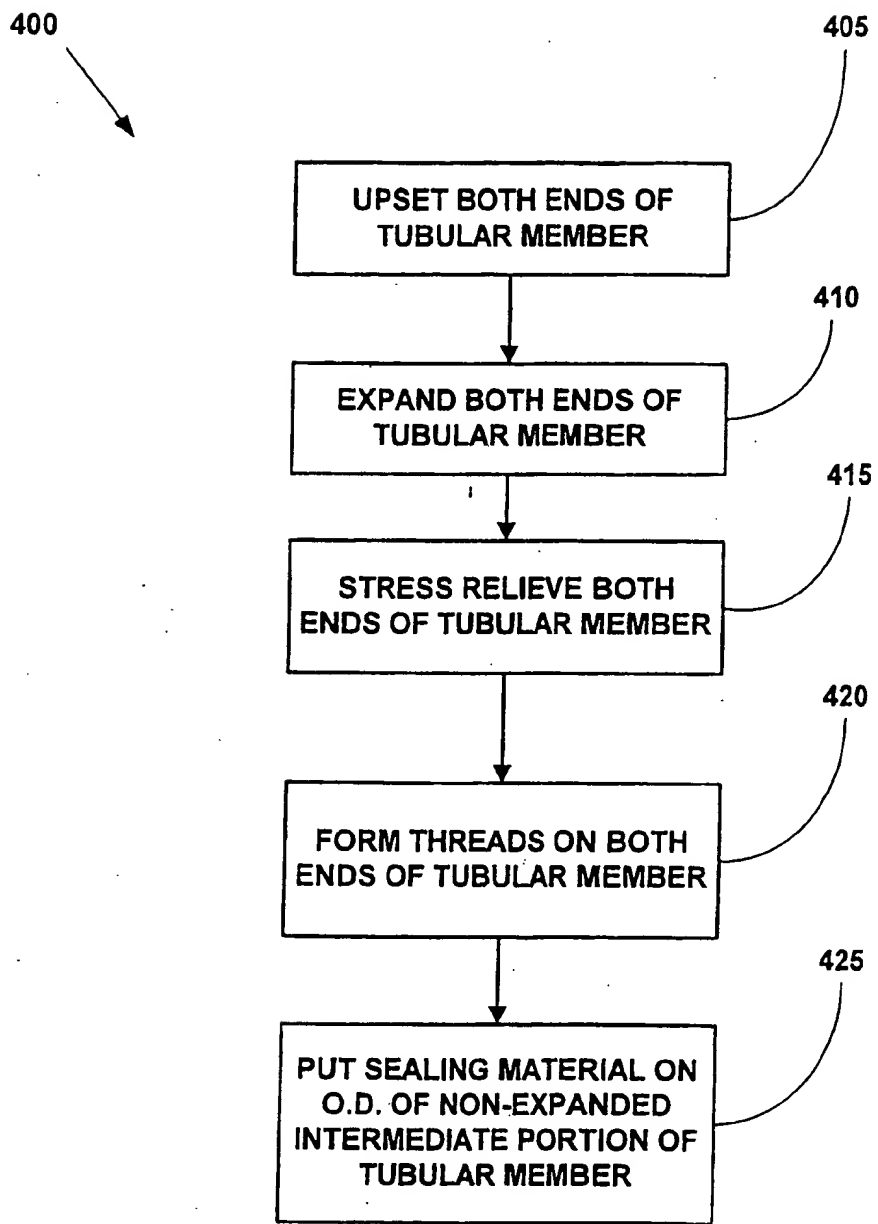 400
405
UPSET BOTH ENDS OF
TUBULAR MEMBER
410
EXPAND BOTH ENDS OF
TUBULAR MEMBER
415
STRESS RELIEVE BOTH
ENDS OF TUBULAR MEMBER
420
FORM THREADS ON BOTH
ENDS OF TUBULAR MEMBER
425
PUT SEALING MATERIAL ON
O.D. OF NON-EXPANDED
INTERMEDIATE PORTION OF
TUBULAR MEMBER